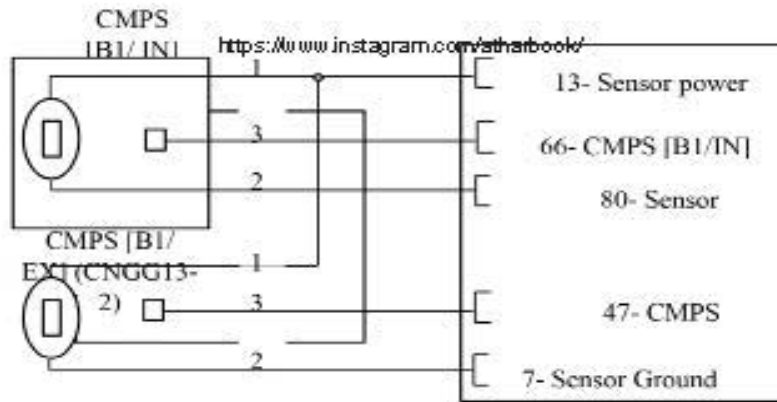 CMPS
[B1/ IN]
https://www.instagram.com/atharbook/
1
13- Sensor power
3
66- CMPS [B1/IN]
2
80- Sensor
CMPS [B1/
EX] (CNGG13-
2)
1
3
47- CMPS
2
7- Sensor Ground